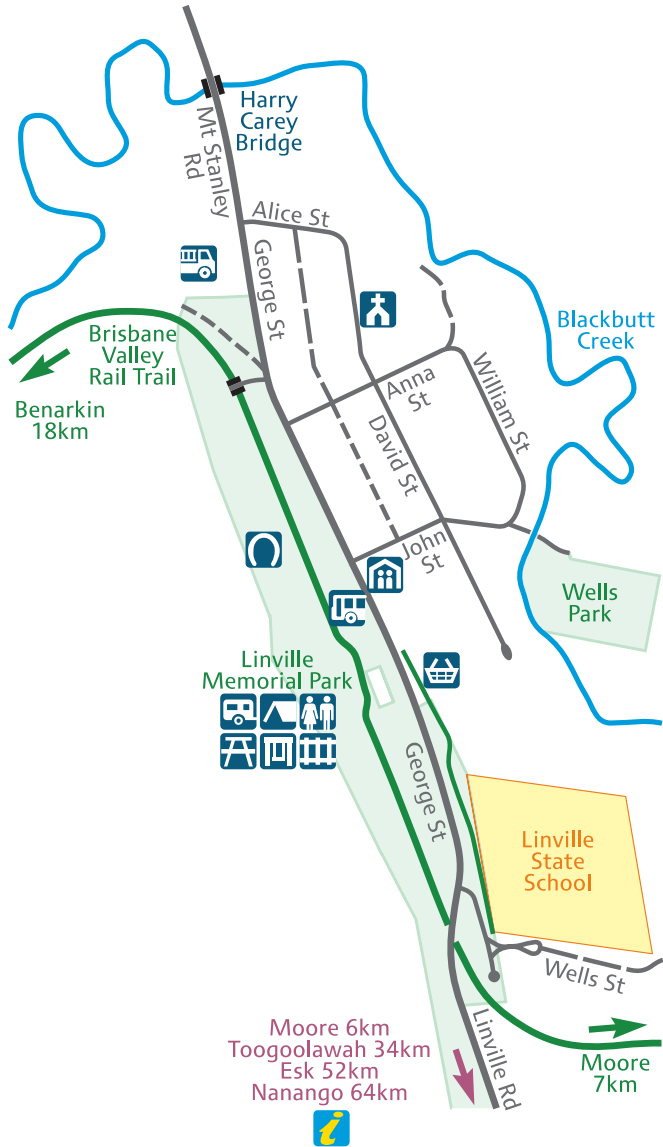 Harry
Carey
Bridge
Mt Stanley
Rd
Alice St
George St
Brisbane
Valley
Rail Trail
Benarkin
18km
Blackbutt
Creek
Anna
St
William St
David St
John
St
Wells
Park
Linville
Memorial Park
George St
Linville
State
School
Wells St
Linville Rd
Moore 6km
Toogoolawah 34km
Esk 52km
Nanango 64km
i
Moore
7km